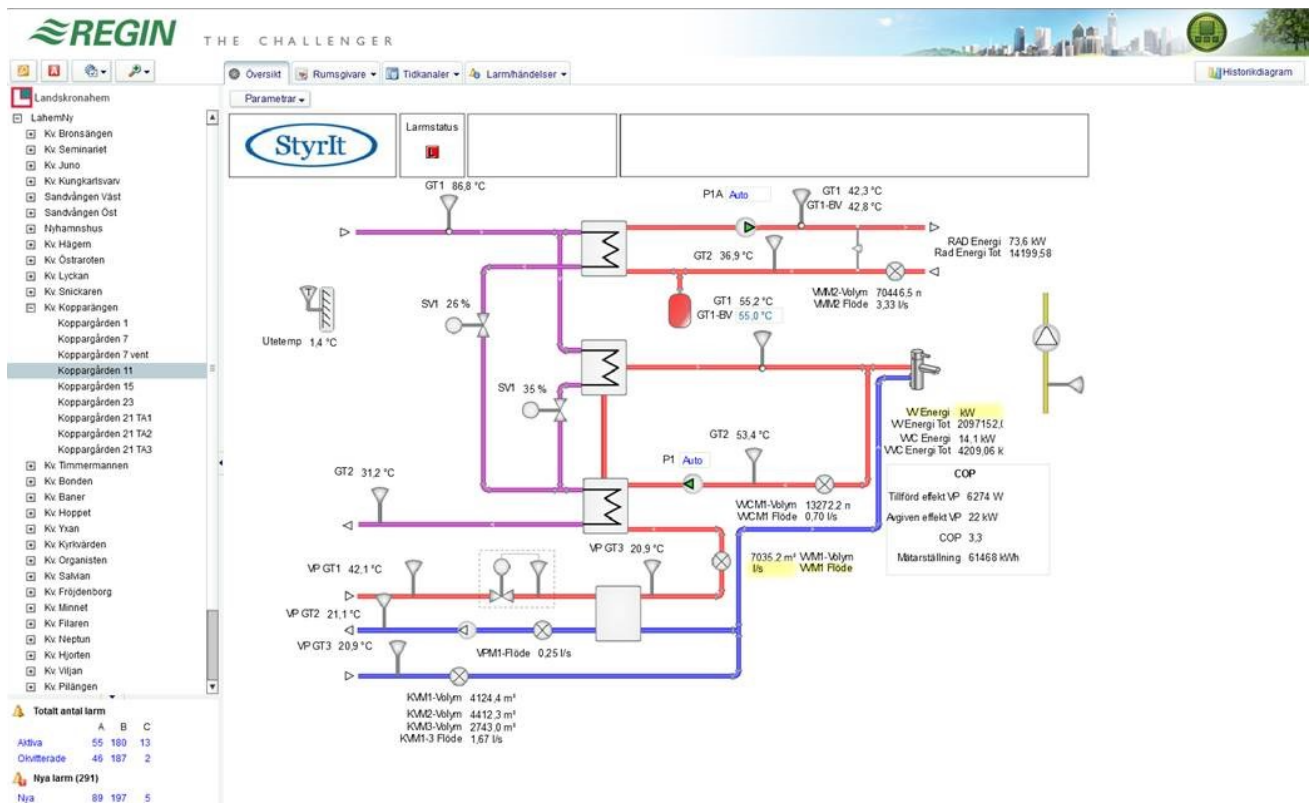 REGIN THE CHALLENGER
Översikt Rumsgivare Tidkanaler Larm/händelser Historikdiagram
Landskronahem
Parametrar
LahemNy
Kv. Bronsängen
Kv. Seminariet
Kv. Juno
Kv. Kungkarlsvarv
Sandvången Väst
Sandvången Öst
Nyhamnshus
Kv. Hägern
Kv. Östraroten
Kv. Lyckan
Kv. Snickaren
Kv. Kopparängen
Koppargården 1
Koppargården 7
Koppargården 7 vent
Koppargården 11
Koppargården 15
Koppargården 23
Koppargården 21 TA1
Koppargården 21 TA2
Koppargården 21 TA3
Kv. Timmermannen
Kv. Bonden
Kv. Baner
Kv. Hoppet
Kv. Yxan
Kv. Kyrkvärden
Kv. Organisten
Kv. Salvian
Kv. Fröjdenborg
Kv. Minnet
Kv. Filaren
Kv. Neptun
Kv. Hjorten
Kv. Viljan
Kv. Pilängen
Totalt antal larm
A B C
Aktiva 55 180 13
Okvitterade 46 187 2
Nya larm (291)
Nya 89 197 5
StyrIt
Larmstatus
GT1 86,8 °C
P1A Auto
GT1 42,3 °C
GT1-BV 42,8 °C
RAD Energi 73,6 kW
Rad Energi Tot 14199,58
GT2 36,9 °C
VMM2-Volym 70446,5 n
VMM2 Flöde 3,33 l/s
SV1 26 %
GT1 55,2 °C
GT1-BV 55,0 °C
T
Utetemp 1,4 °C
SV1 35 %
VV Energi kW
VV Energi Tot 2097152,(
VVC Energi 14,1 kW
VVC Energi Tot 4209,06 k
GT2 53,4 °C
P1 Auto
GT2 31,2 °C
VVCM1-Volym 13272,2 n
VVCM1 Flöde 0,70 l/s
COP
Tillförd effekt VP 6274 W
Avgiven effekt VP 22 kW
COP 3,3
Mätarställning 61468 kWh
VP GT3 20,9 °C
7035,2 m³ VVM1-Volym
l/s VVM1 Flöde
VP GT1 42,1 °C
VP GT2 21,1 °C
VP GT3 20,9 °C
VPM1-Flöde 0,25 l/s
KVM1-Volym 4124,4 m³
KVM2-Volym 4412,3 m³
KVM3-Volym 2743,0 m³
KVM1-3 Flöde 1,67 l/s